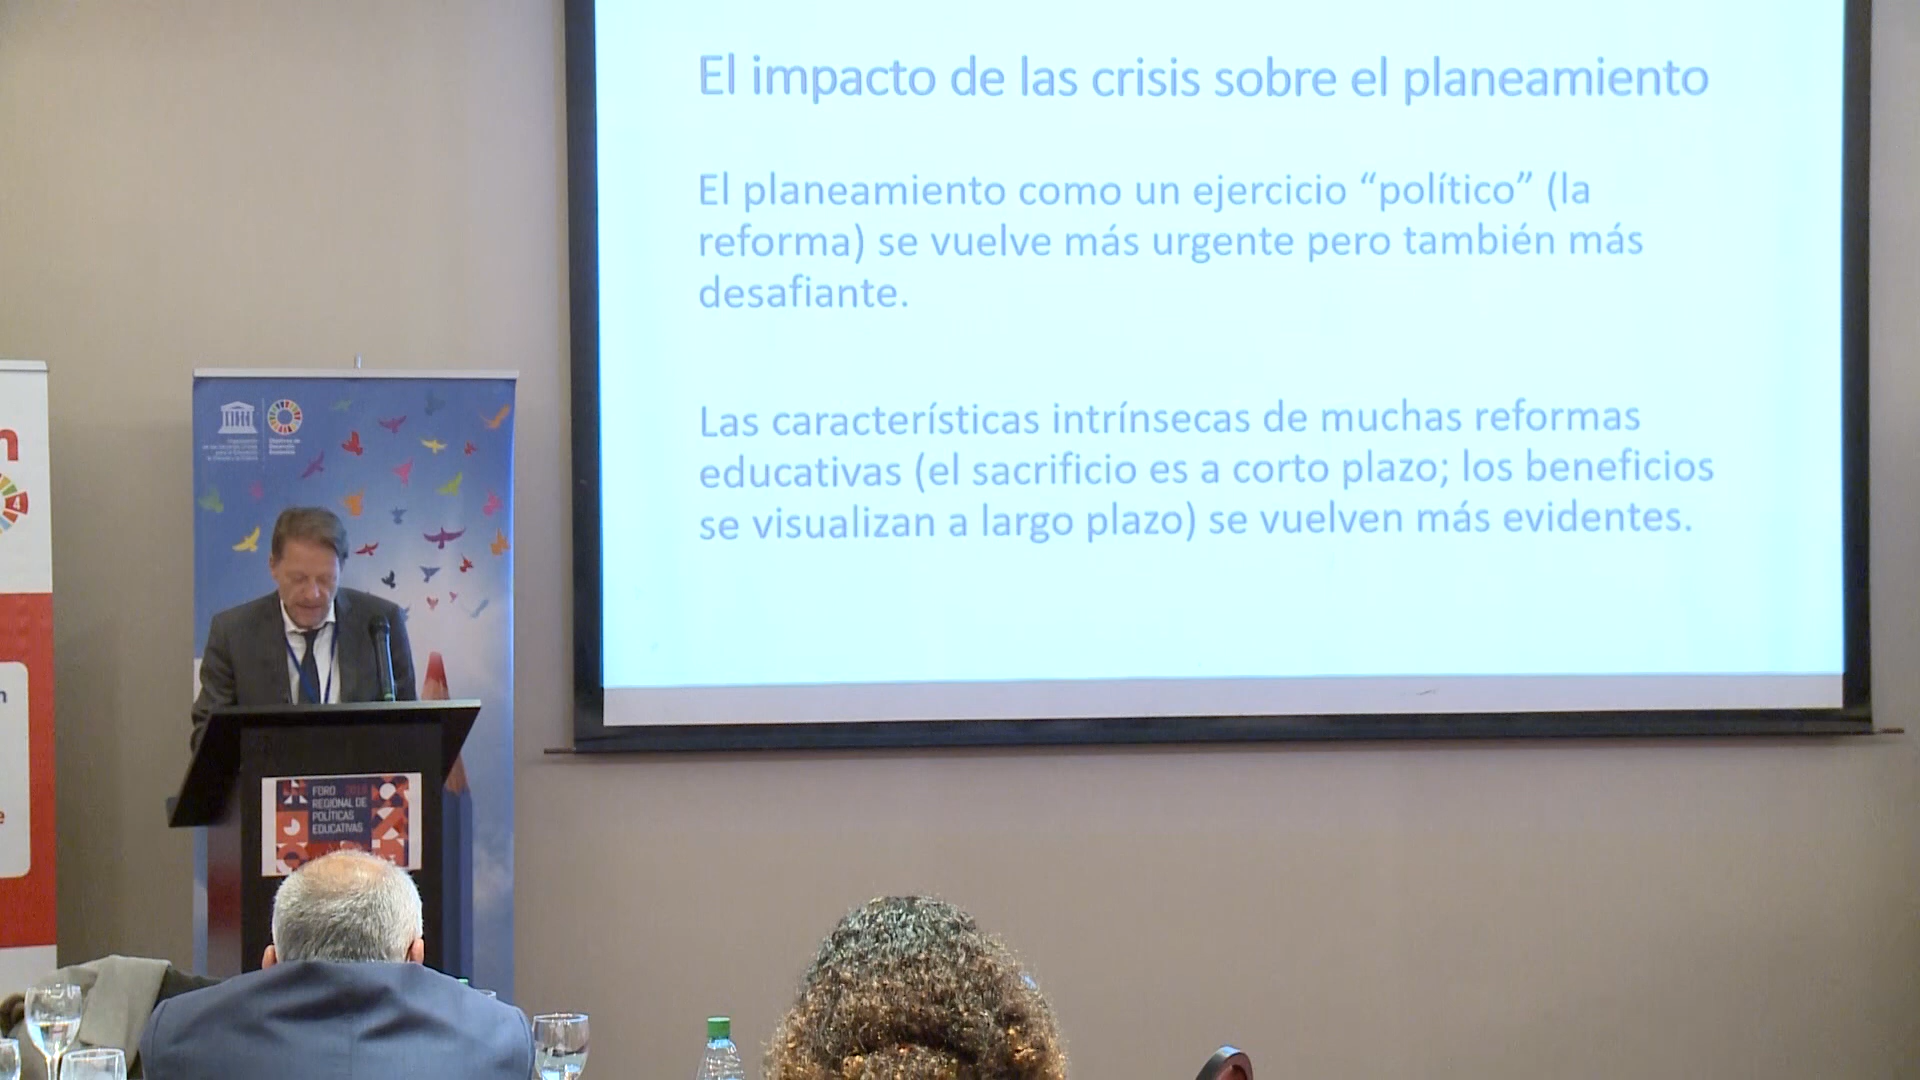 El impacto de las crisis sobre el planeamiento
El planeamiento como un ejercicio “político” (la
reforma) se vuelve más urgente pero también más
desafiante.
Las características intrínsecas de muchas reformas
educativas (el sacrificio es a corto plazo; los beneficios
se visualizan a largo plazo) se vuelven más evidentes.
FORO 2018
REGIONAL DE
POLÍTICAS
EDUCATIVAS
4
n
n
e